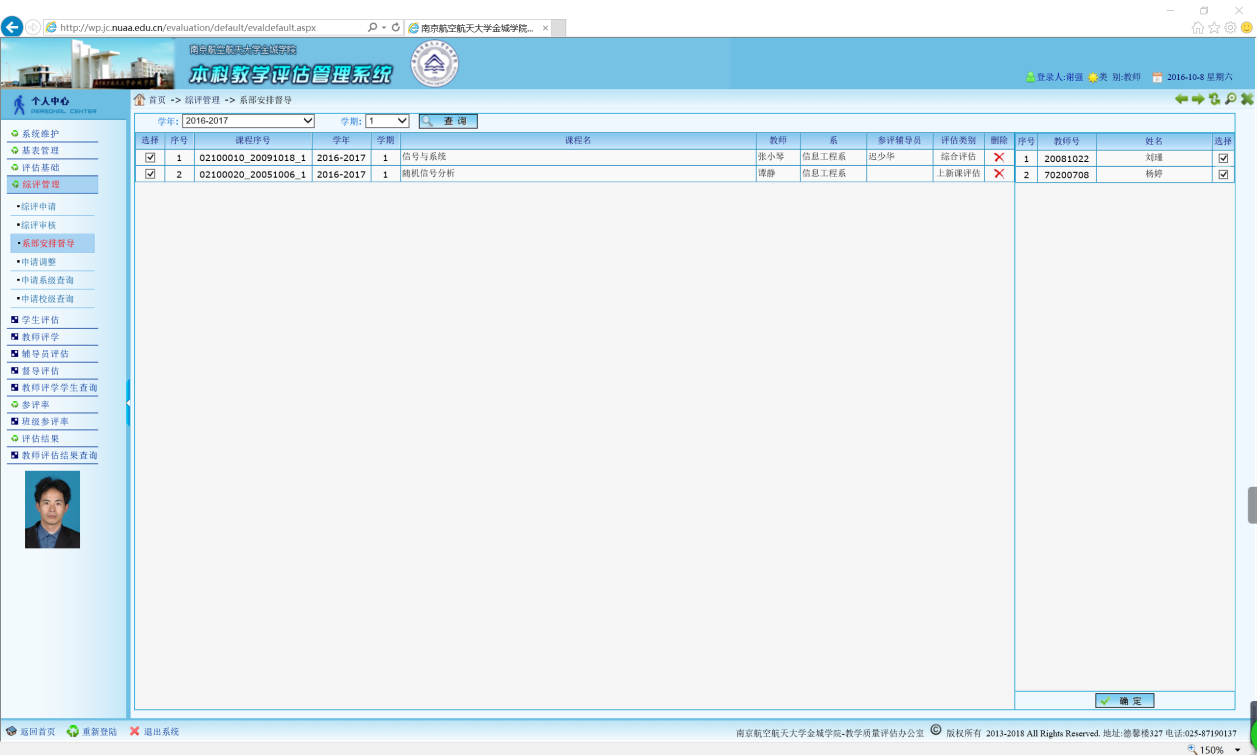 http://wp.jc.nuaa.edu.cn/evaluation/default/evaldefault.aspx
南京航空航天大学金城学院... ×
南京航空航天大学金城学院
本科教学评估管理系统
登录人:谢强 类 别:教师 2016-10-8 星期六
个人中心
PERSONAL CENTER
首页 -> 综评管理 -> 系部安排督导
学年: 2016-2017 学期: 1 查 询
选择 序号 课程序号 学年 学期 课程名 教师 系 参评辅导员 评估类别 删除 序号 教师号 姓名 选择
1 02100010_20091018_1 2016-2017 1 信号与系统 张小琴 信息工程系 迟少华 综合评估 1 20081022 刘瑾
2 02100020_20051006_1 2016-2017 1 随机信号分析 谭静 信息工程系 上新课评估 2 70200708 杨婷
系统维护
基表管理
评估基础
综评管理
▪综评申请
▪综评审核
▪系部安排督导
▪申请调整
▪申请系级查询
▪申请校级查询
学生评估
教师评学
辅导员评估
督导评估
教师评学学生查询
参评率
班级参评率
评估结果
教师评估结果查询
确 定
返回首页 重新登陆 退出系统
南京航空航天大学金城学院-教学质量评估办公室 © 版权所有 2013-2018 All Rights Reserved. 地址:德馨楼327 电话:025-87190137
150%